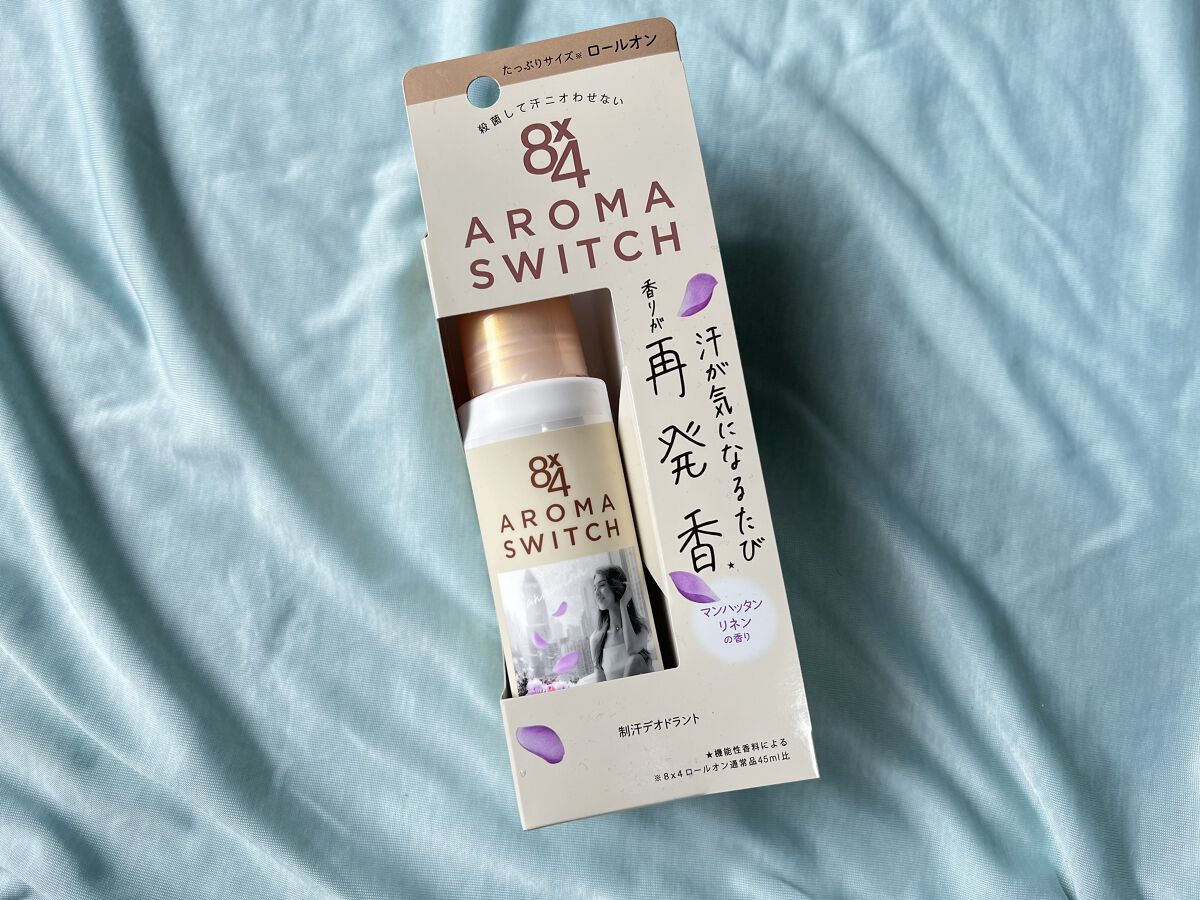 たっぷりサイズ※ ロールオン
殺菌して汗ニオわせない
8x4
AROMA
SWITCH
汗が気になるたび
香りが
再発香★
マンハッタン
リネン
の香り
8x4
AROMA
SWITCH
制汗デオドラント
★機能性香料による
※8x4ロールオン通常品45ml比